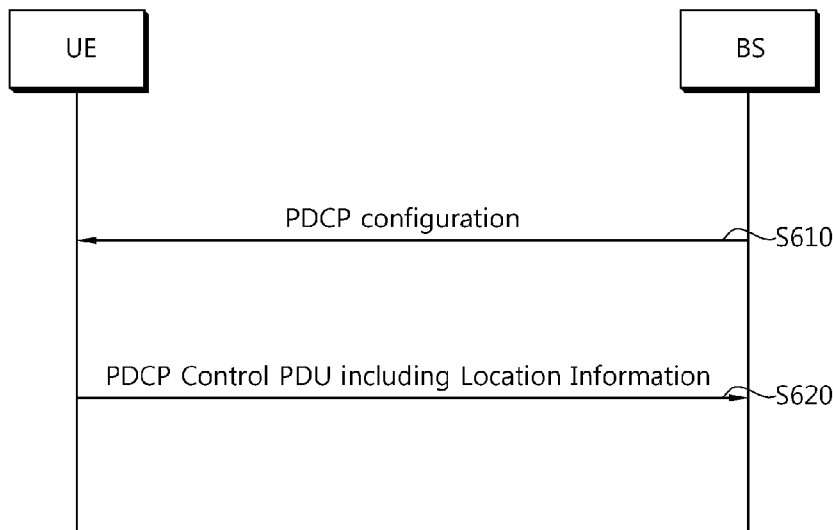 UE
BS
PDCP configuration
S610
PDCP Control PDU including Location Information
S620